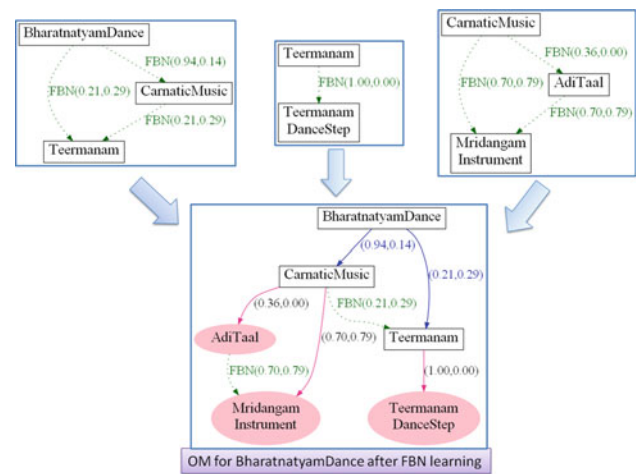 BharatnatyamDance
FBN(0.94,0.14)
FBN(0.21,0.29)
CarnaticMusic
FBN(0.21,0.29)
Teermanam
Teermanam
FBN(1.00,0.00)
Teermanam
DanceStep
CarnaticMusic
FBN(0.36,0.00)
FBN(0.70,0.79)
AdiTaal
FBN(0.70,0.79)
Mridangam
Instrument
BharatnatyamDance
(0.94,0.14)
CarnaticMusic
(0.21,0.29)
(0.36,0.00)
FBN(0.21,0.29)
AdiTaal
(0.70,0.79)
Teermanam
FBN(0.70,0.79)
(1.00,0.00)
Mridangam
Instrument
Teermanam
DanceStep
OM for BharatnatyamDance after FBN learning